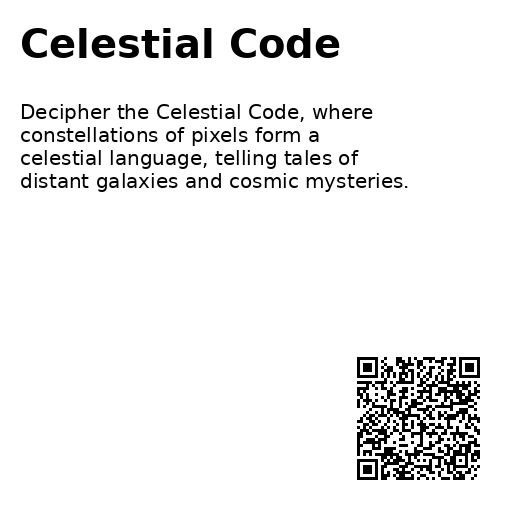 Celestial Code
Decipher the Celestial Code, where
constellations of pixels form a
celestial language, telling tales of
distant galaxies and cosmic mysteries.